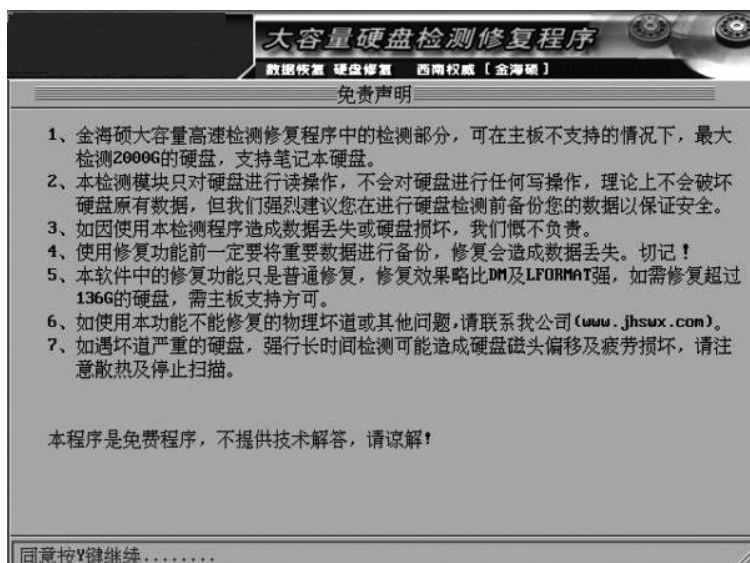 大容量硬盘检测修复程序
数据恢复 硬盘修复 西南权威 [金海硕]
免责声明
1、金海硕大容量高速检测修复程序中的检测部分，可在主板不支持的情况下，最大
检测2000G的硬盘，支持笔记本硬盘。
2、本检测模块只对硬盘进行读操作，不会对硬盘进行任何写操作，理论上不会破坏
硬盘原有数据，但我们强烈建议您在进行硬盘检测前备份您的数据以保证安全。
3、如因使用本检测程序造成数据丢失或硬盘损坏，我们慨不负责。
4、使用修复功能前一定要将重要数据进行备份，修复会造成数据丢失。切记！
5、本软件中的修复功能只是普通修复，修复效果略比DM及LFORMAT强，如需修复超过
136G的硬盘，需主板支持方可。
6、如使用本功能不能修复的物理坏道或其他问题,请联系我公司(www.jhswx.com)。
7、如遇坏道严重的硬盘，强行长时间检测可能造成硬盘磁头偏移及疲劳损坏，请注
意散热及停止扫描。
本程序是免费程序，不提供技术解答，请谅解!
同意按Y键继续........